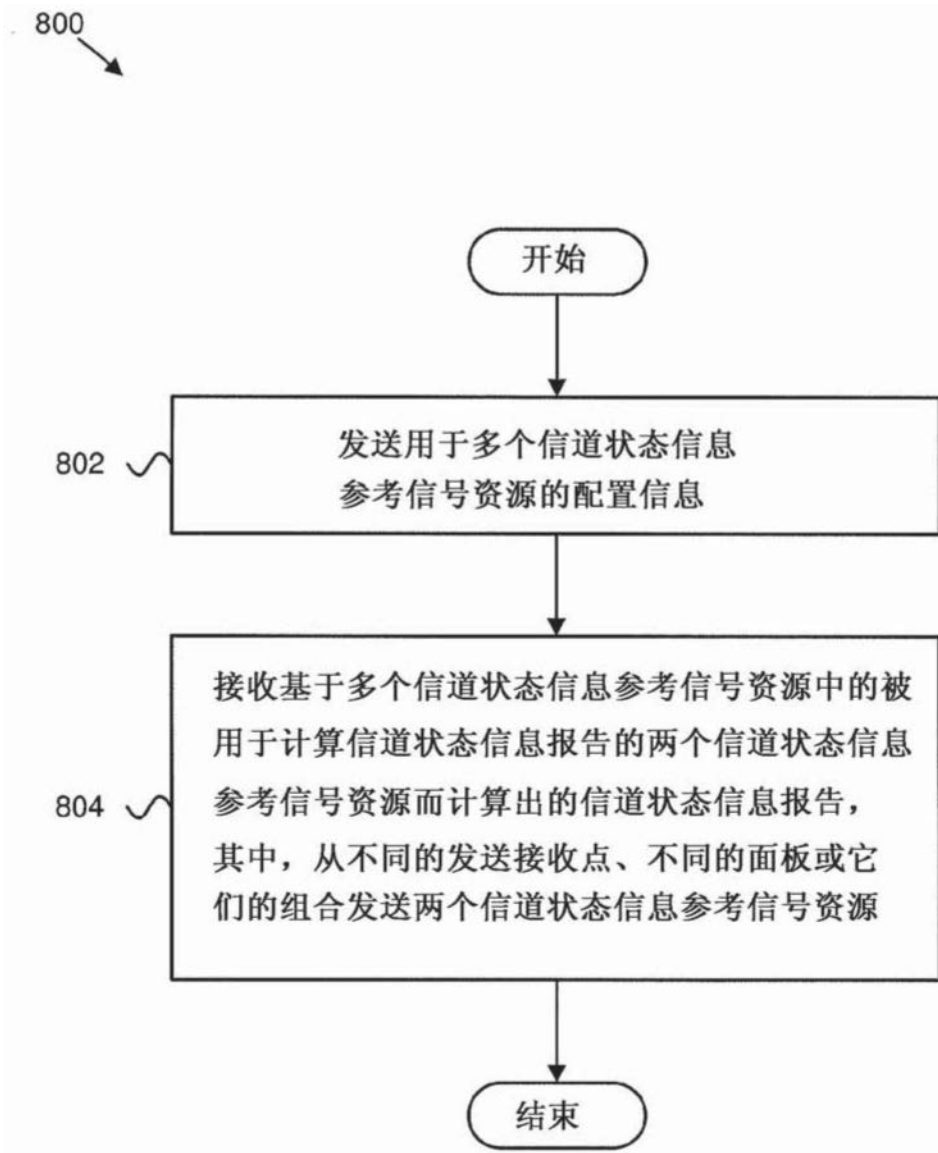 800
开始
802
发送用于多个信道状态信息
参考信号资源的配置信息
804
接收基于多个信道状态信息参考信号资源中的被
用于计算信道状态信息报告的两个信道状态信息
参考信号资源而计算出的信道状态信息报告，
其中，从不同的发送接收点、不同的面板或它
们的组合发送两个信道状态信息参考信号资源
结束